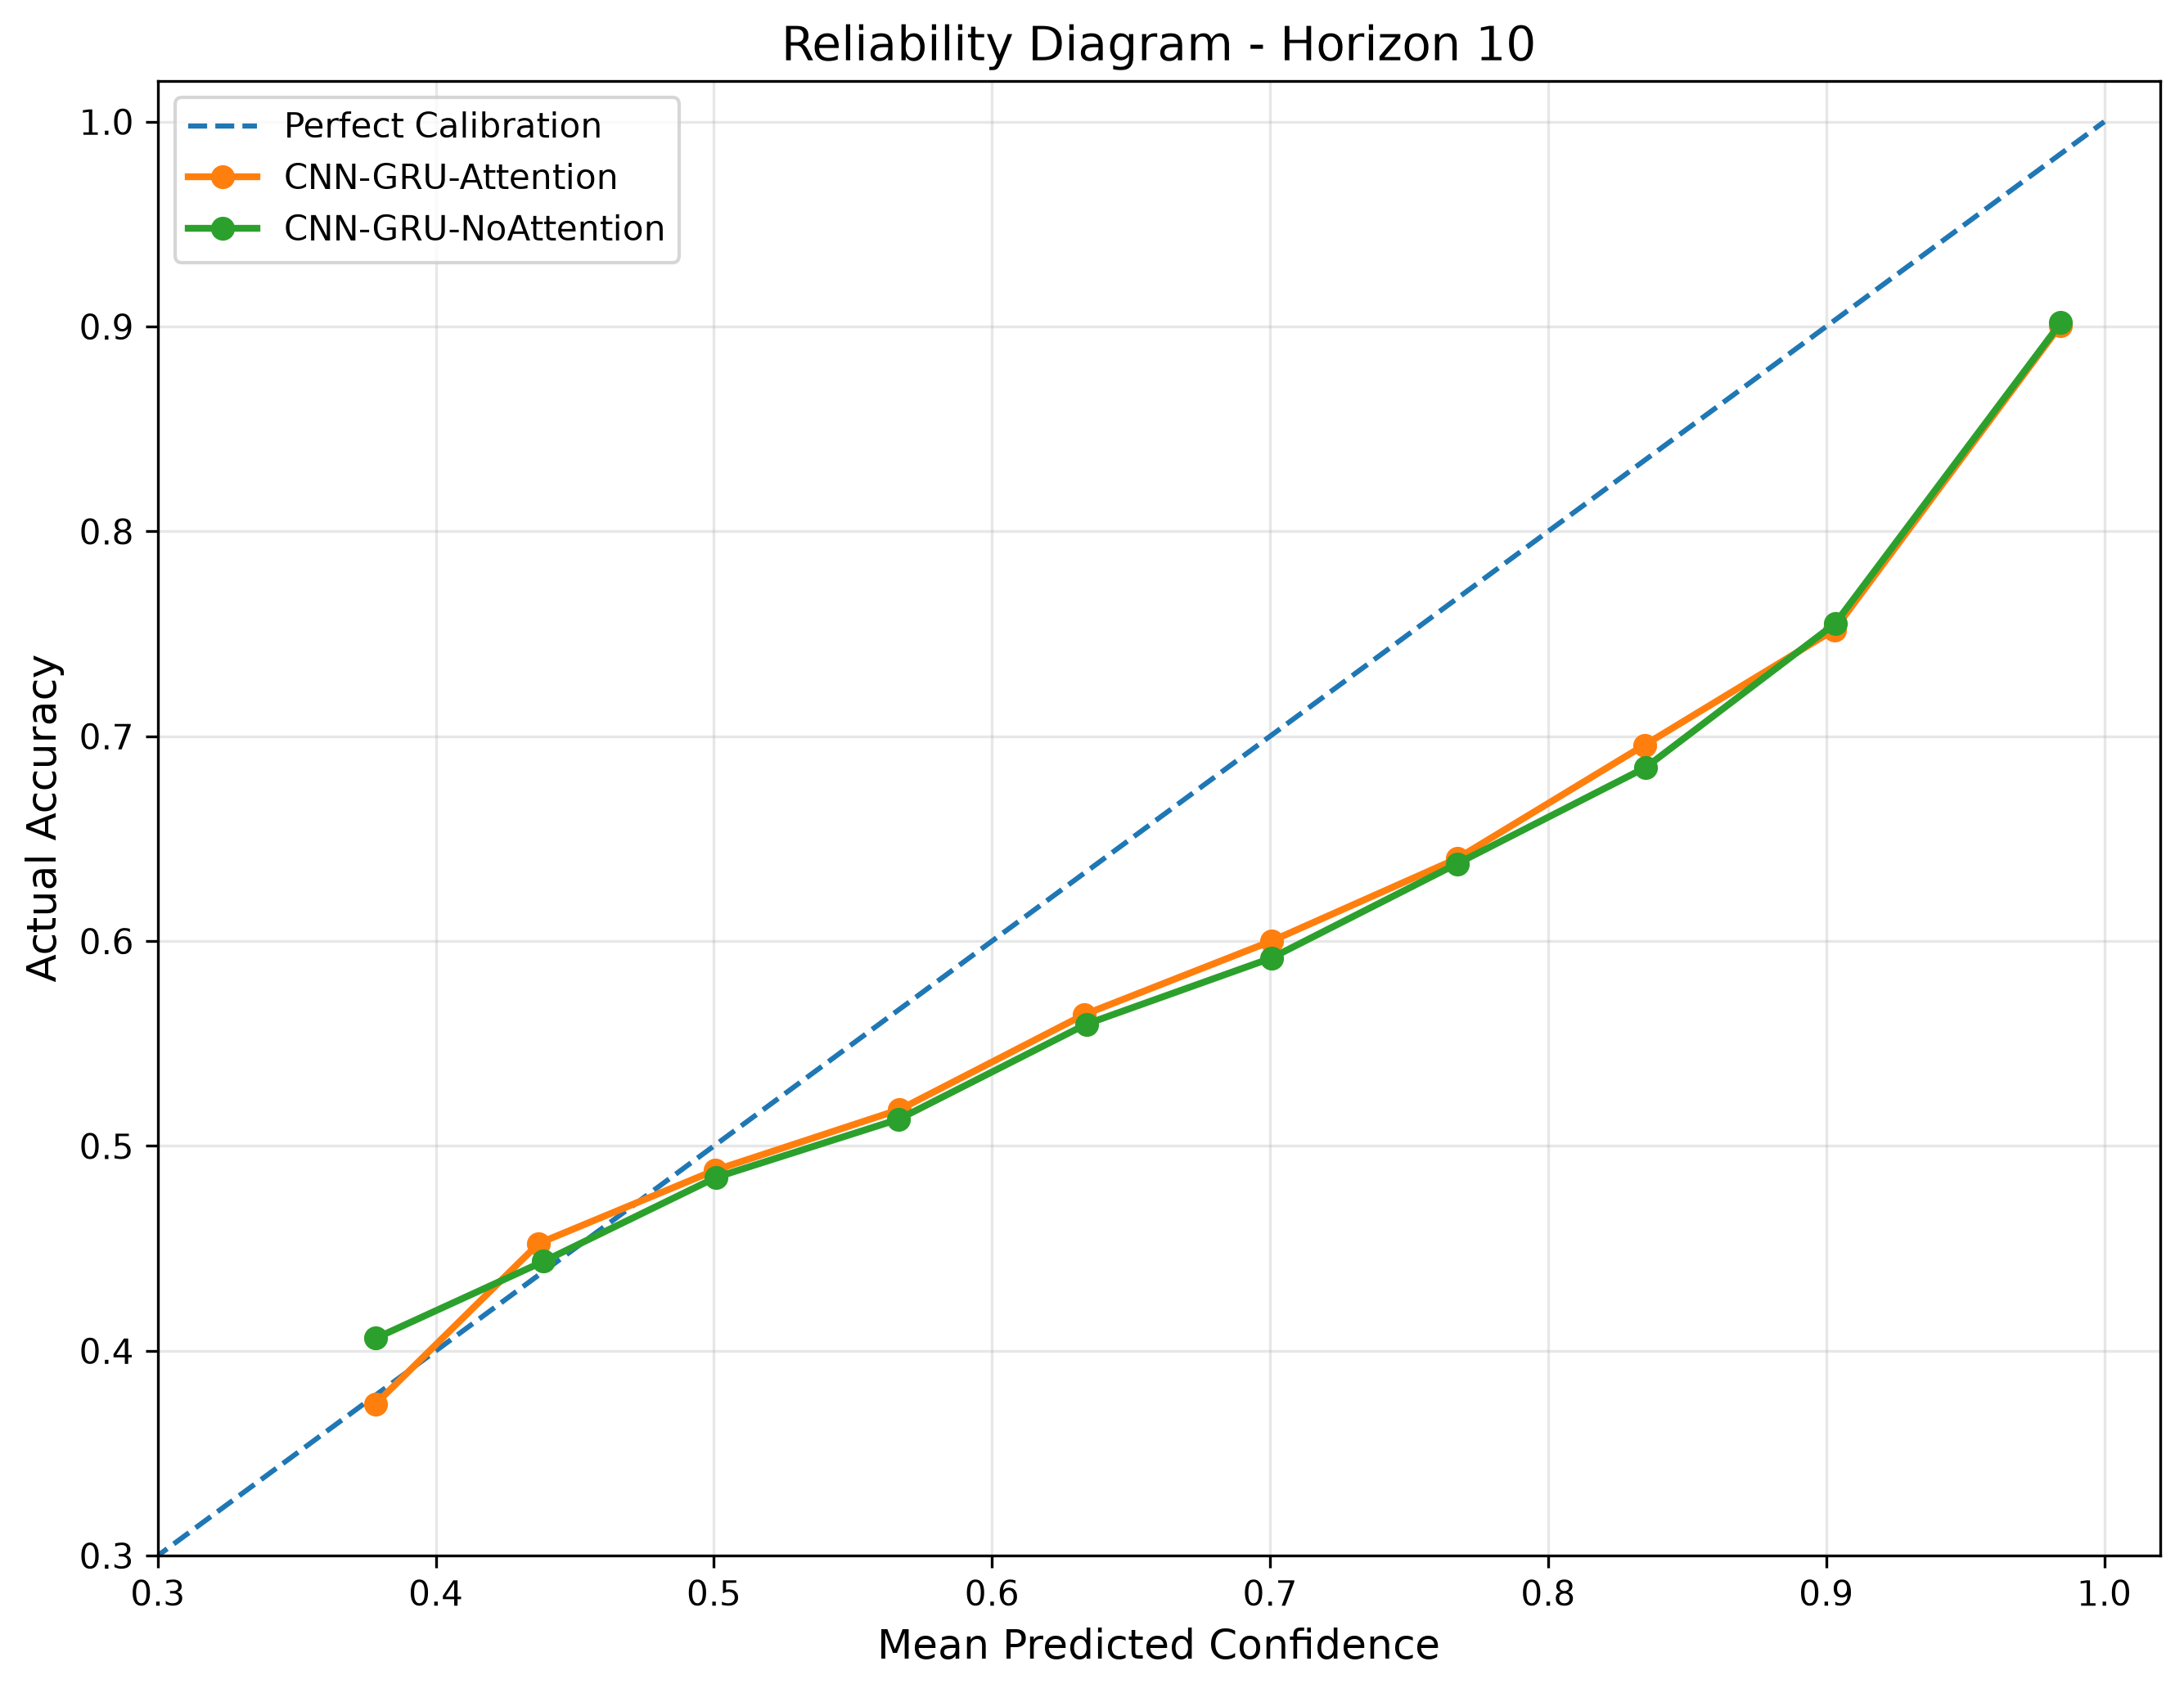 Reliability Diagram - Horizon 10
Perfect Calibration
CNN-GRU-Attention
CNN-GRU-NoAttention
Actual Accuracy
1.0
0.9
0.8
0.7
0.6
0.5
0.4
0.3
0.3 0.4 0.5 0.6 0.7 0.8 0.9 1.0
Mean Predicted Confidence